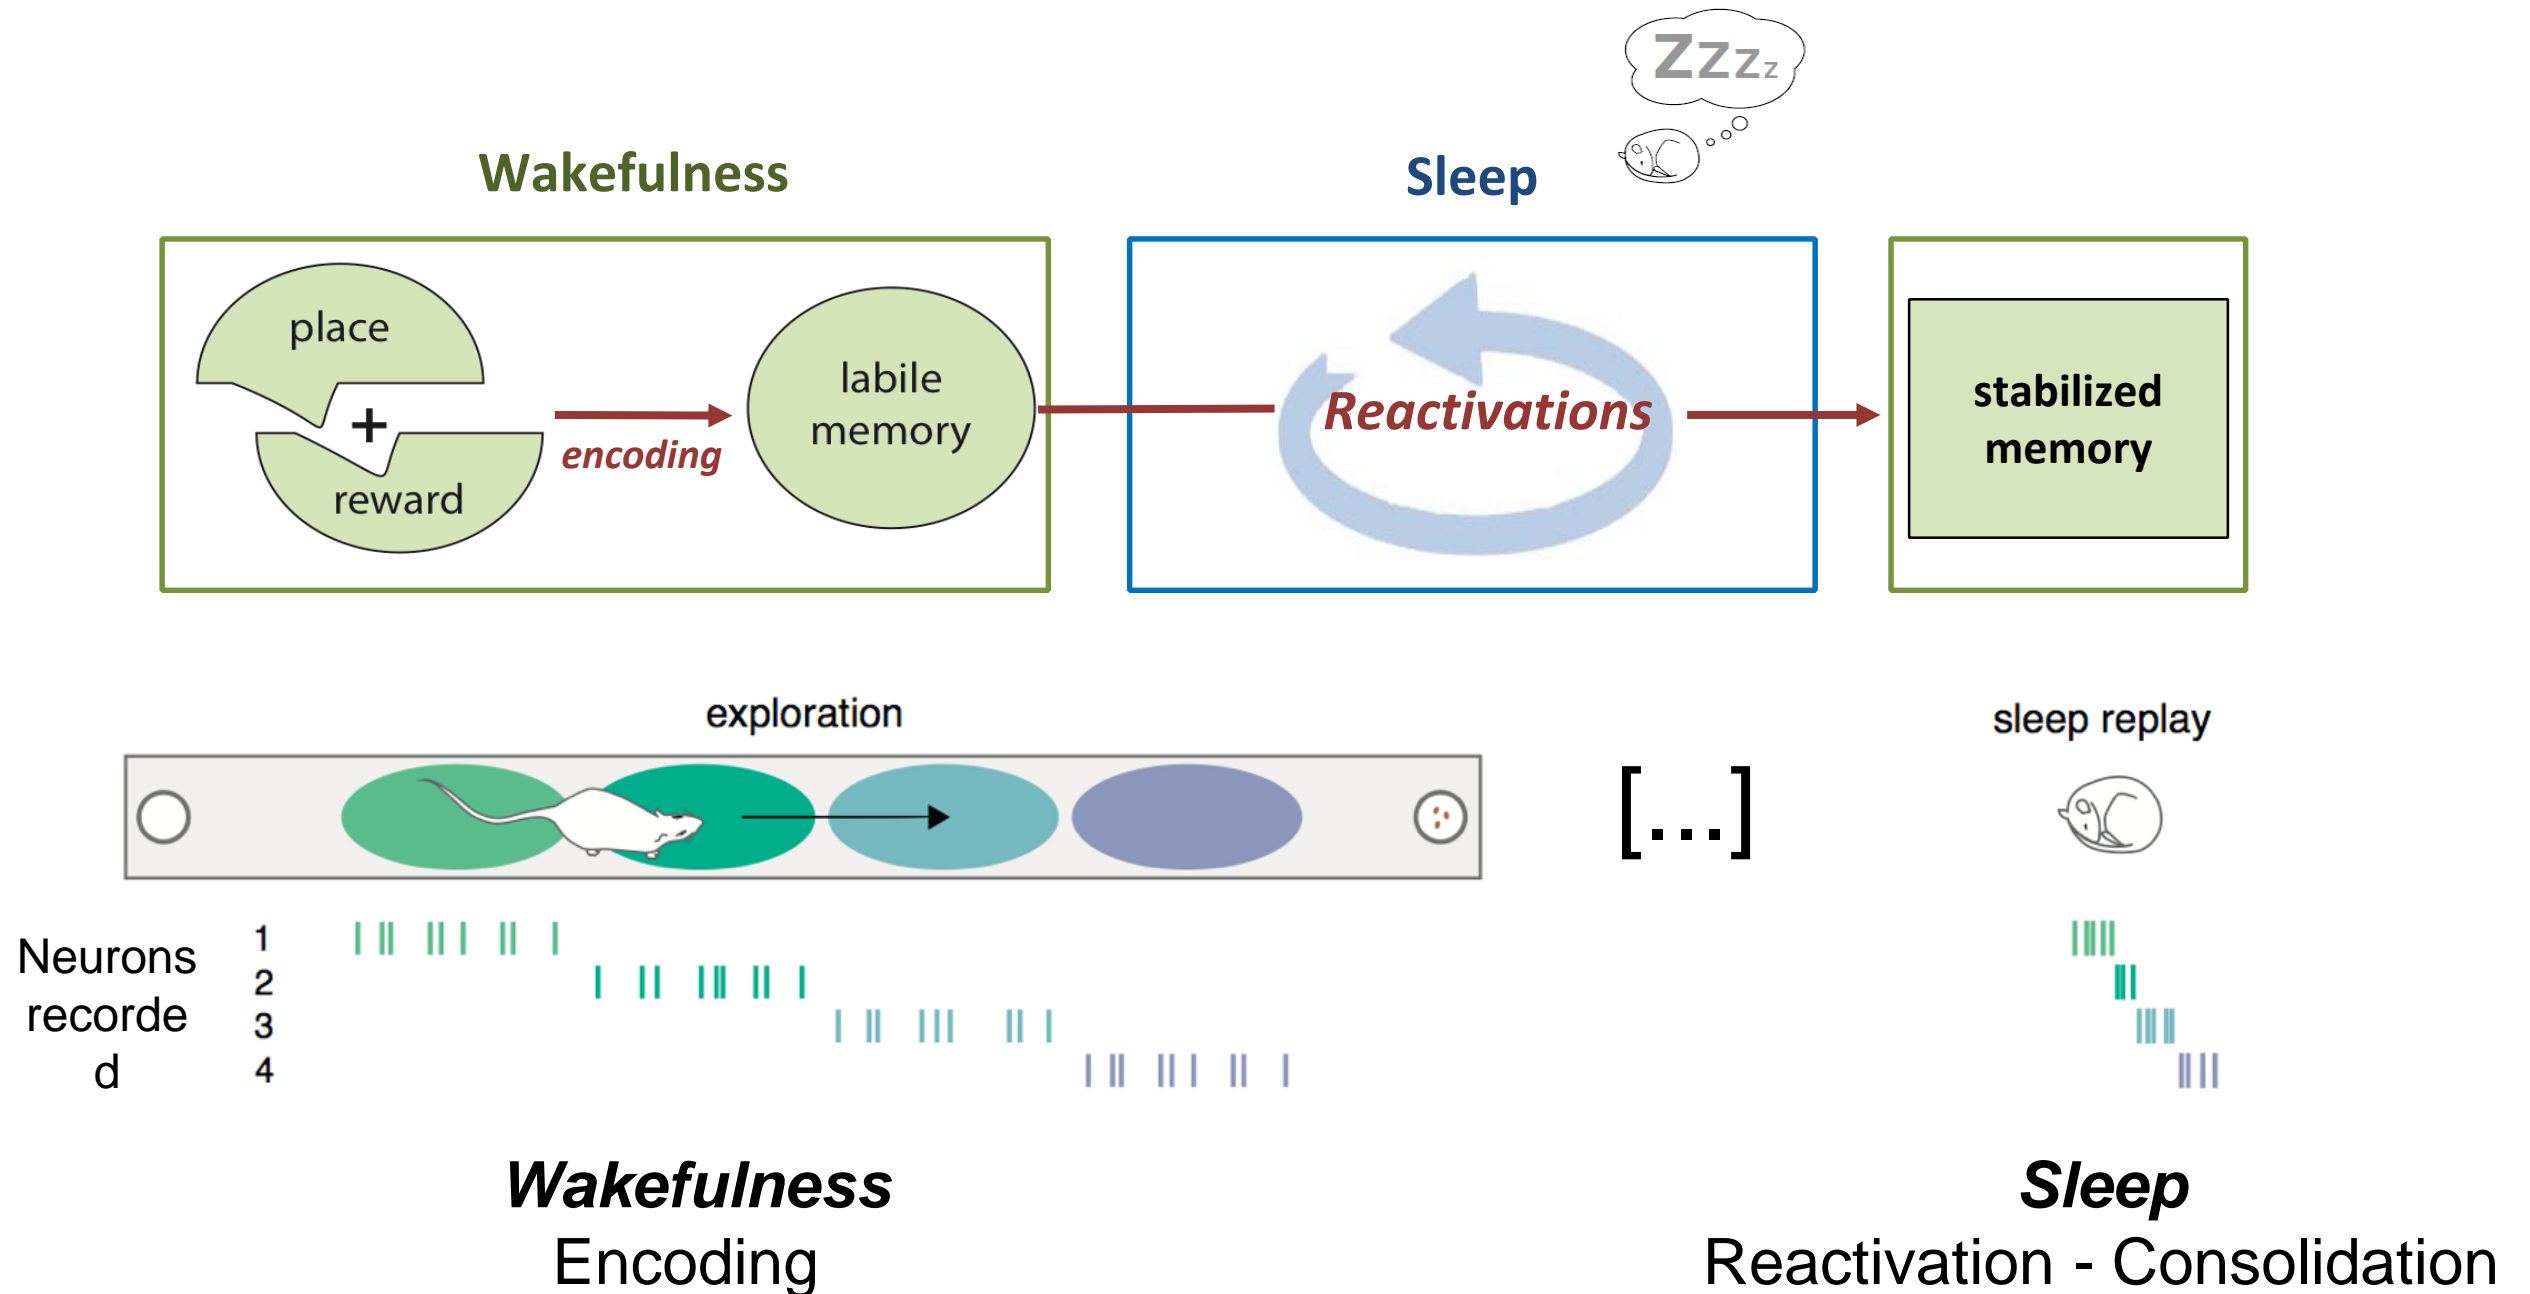 ZZZz
Wakefulness
Sleep
place
+
reward
encoding
labile
memory
Reactivations
stabilized
memory
exploration
[...]
sleep replay
Neurons
recorde
d
1
2
3
4
Wakefulness
Encoding
Sleep
Reactivation - Consolidation